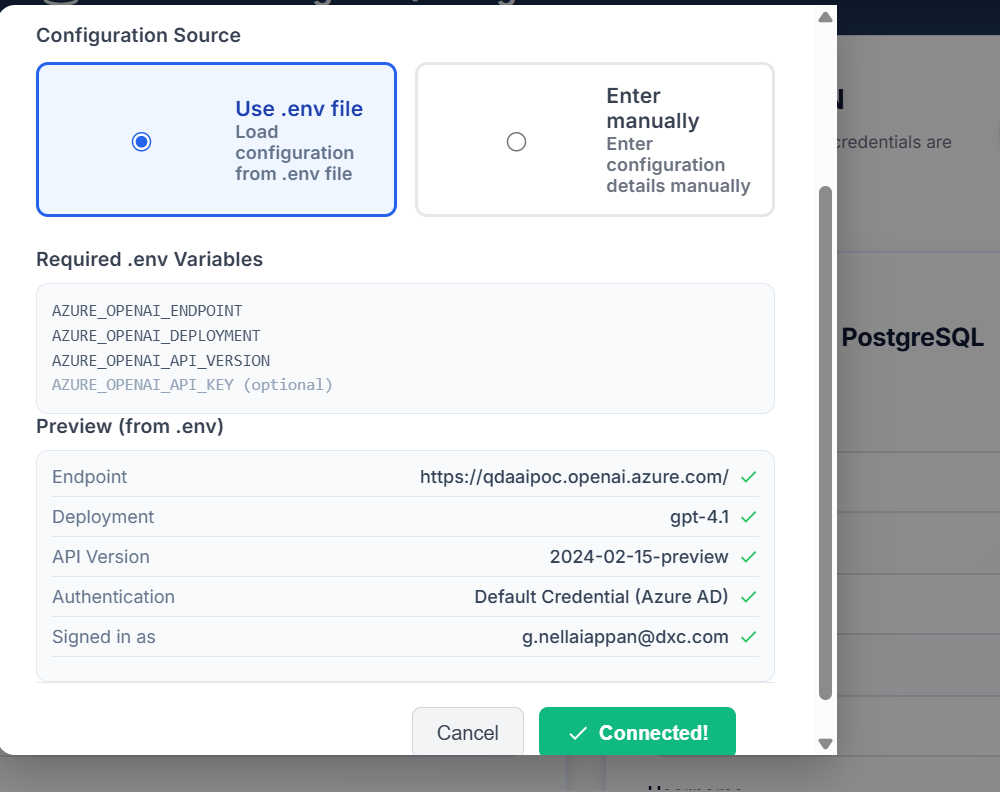 Configuration Source
Use .env file
Load
configuration
from .env file
Enter
manually
Enter
configuration
details manually
Required .env Variables
AZURE_OPENAI_ENDPOINT
AZURE_OPENAI_DEPLOYMENT
AZURE_OPENAI_API_VERSION
AZURE_OPENAI_API_KEY (optional)
Preview (from .env)
Endpoint https://qdaaipoc.openai.azure.com/
Deployment gpt-4.1
API Version 2024-02-15-preview
Authentication Default Credential (Azure AD)
Signed in as g.nellaiappan@dxc.com
Cancel Connected!
credentials are
PostgreSQL